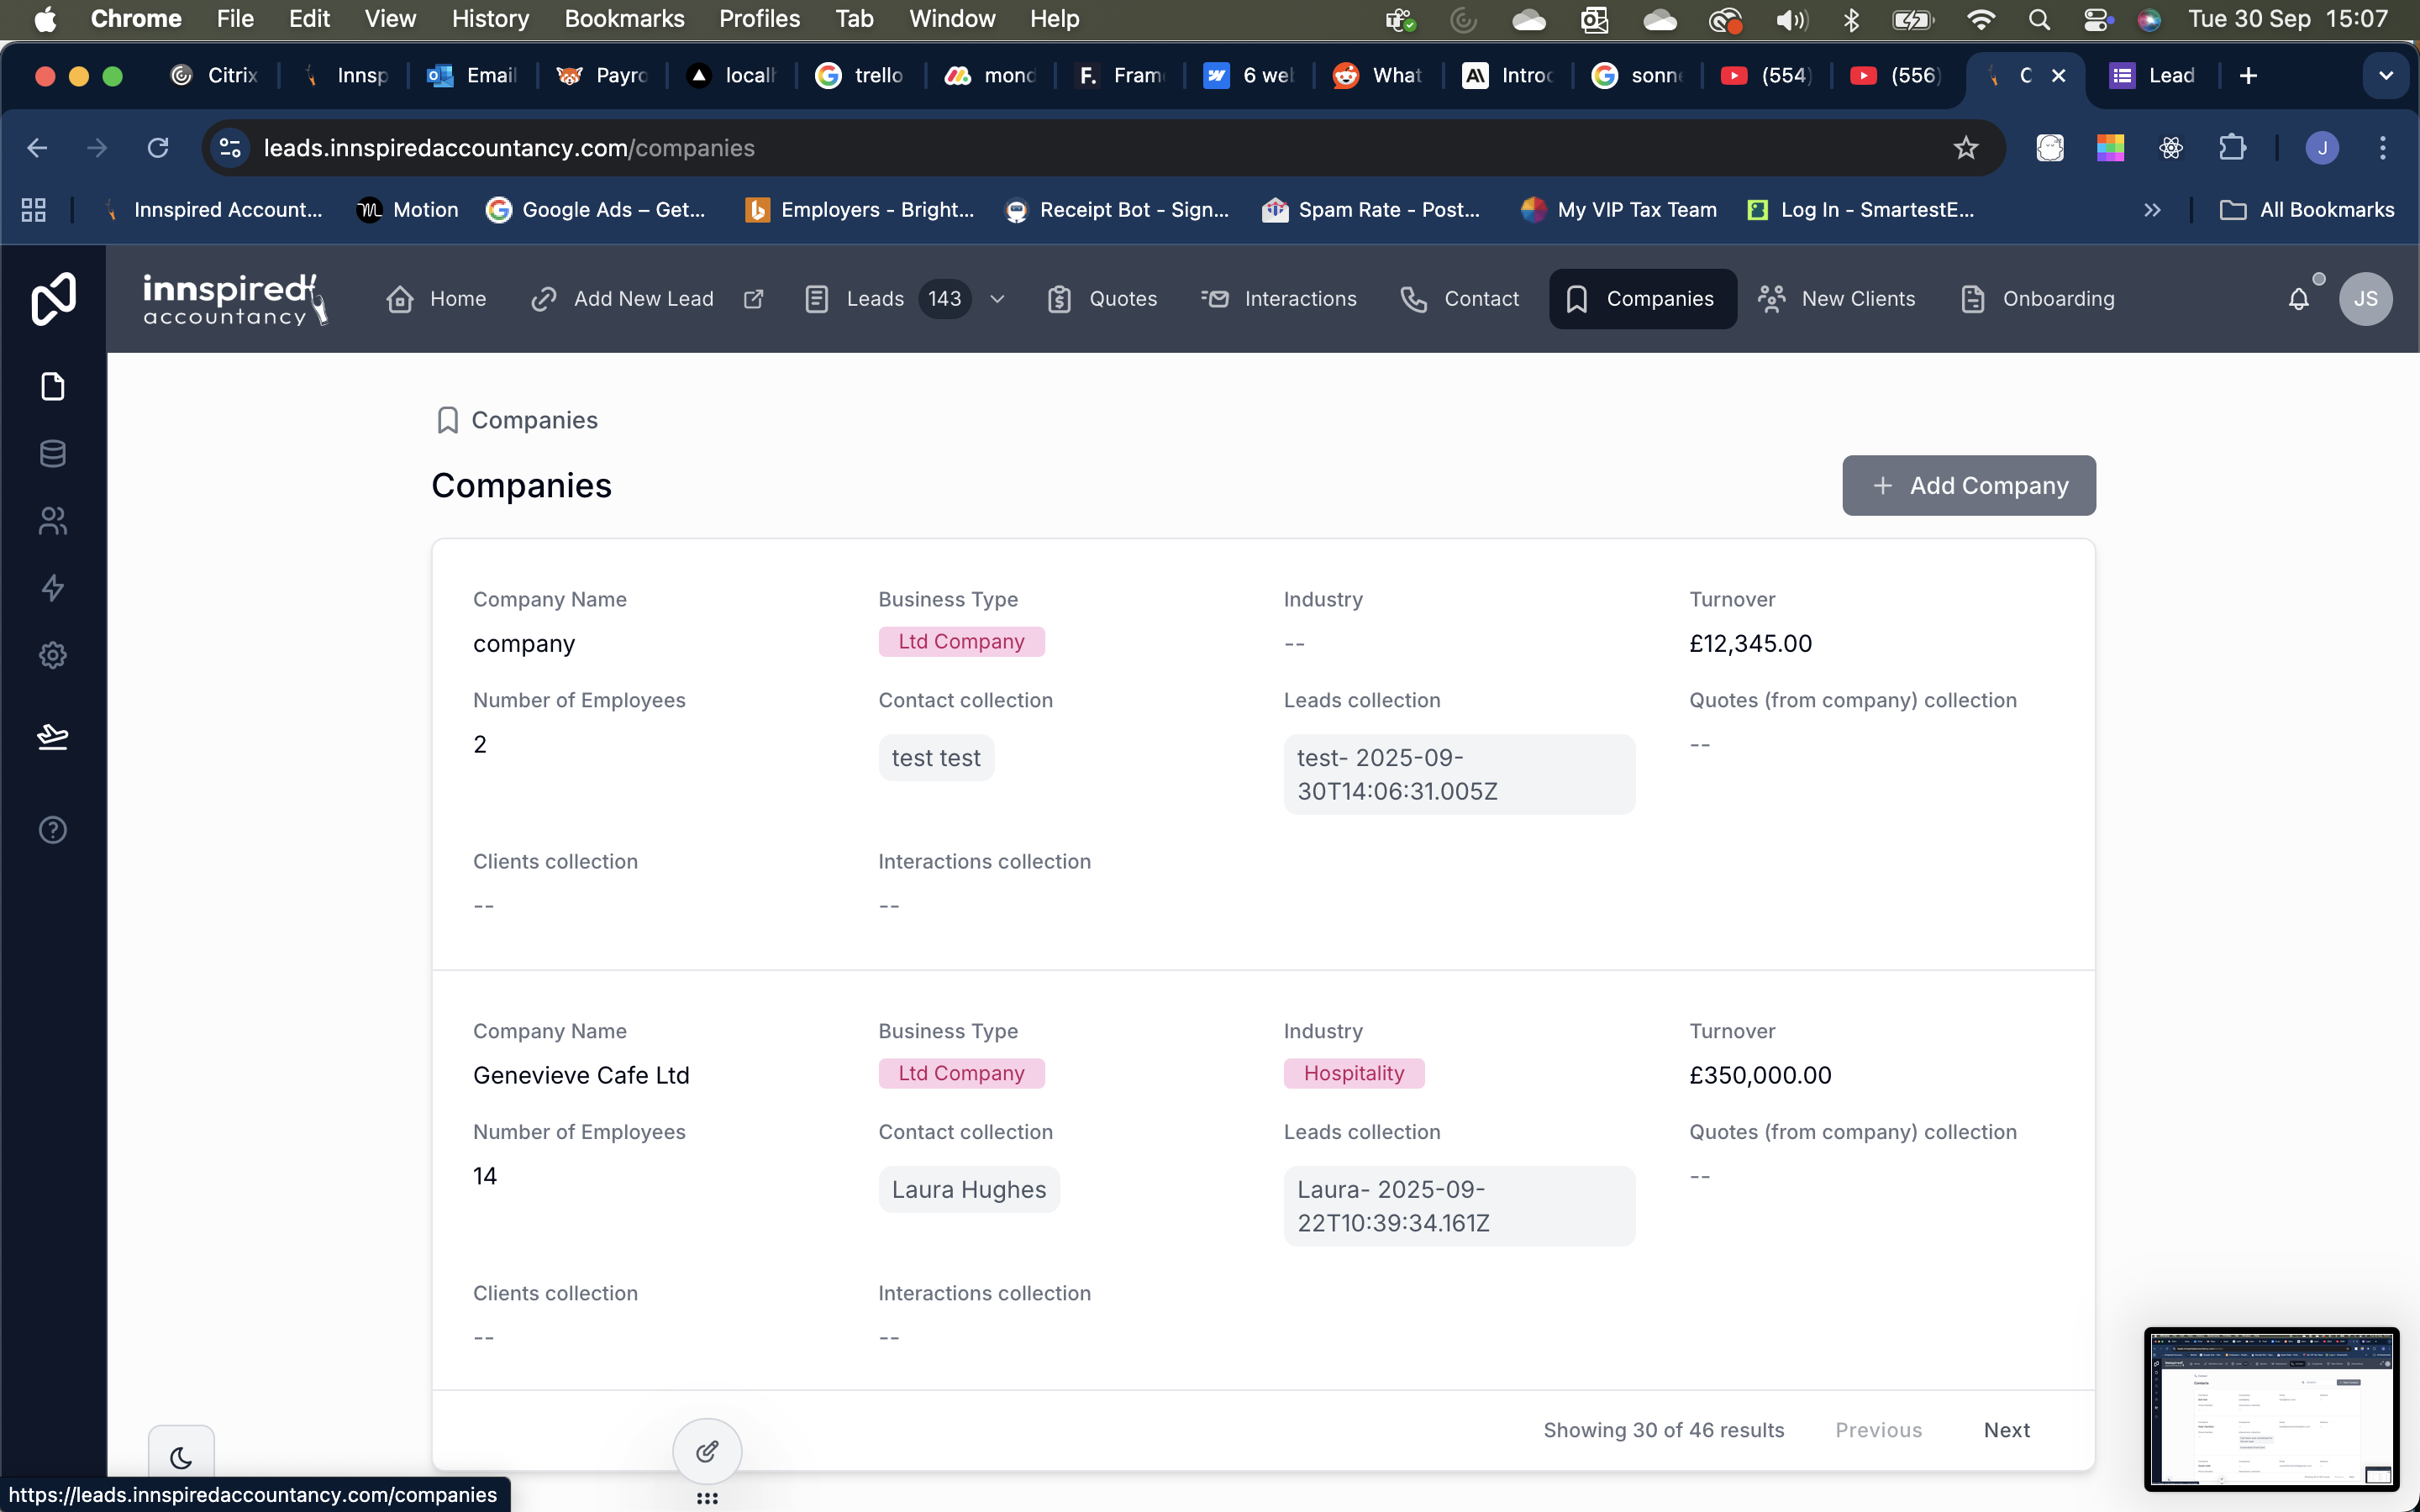 Chrome File Edit View History Bookmarks Profiles Tab Window Help Tue 30 Sep 15:07
Citrix Innsp Email Payro localh trello mond Fram 6 we What Introd sonne (554) (556) C Lead
leads.innspiredaccountancy.com/companies J
Innspired Account... Motion Google Ads – Get... Employers - Bright... Receipt Bot - Sign... Spam Rate - Post... My VIP Tax Team Log In - SmartestE... All Bookmarks
innspired accountancy Home Add New Lead Leads 143 Quotes Interactions Contact Companies New Clients Onboarding JS
Companies
Companies
Add Company
Company Name Business Type Industry Turnover
company Ltd Company -- £12,345.00
Number of Employees Contact collection Leads collection Quotes (from company) collection
2 test test test- 2025-09- --
30T14:06:31.005Z
Clients collection Interactions collection
-- --
Company Name Business Type Industry Turnover
Genevieve Cafe Ltd Ltd Company Hospitality £350,000.00
Number of Employees Contact collection Leads collection Quotes (from company) collection
14 Laura Hughes Laura- 2025-09- --
22T10:39:34.161Z
Clients collection Interactions collection
-- --
Showing 30 of 46 results Previous Next
https://leads.innspiredaccountancy.com/companies